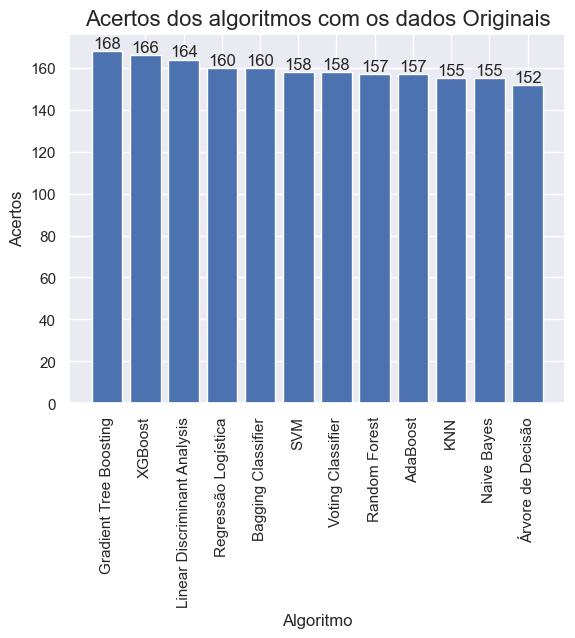 Acertos dos algoritmos com os dados Originais
168
166
164
160
160
158
158
157
157
155
155
152
160
140
120
100
80
60
40
20
0
Acertos
Gradient Tree Boosting
XGBoost
Linear Discriminant Analysis
Regressão Logística
Bagging Classifier
SVM
Voting Classifier
Random Forest
AdaBoost
KNN
Naive Bayes
Árvore de Decisão
Algoritmo